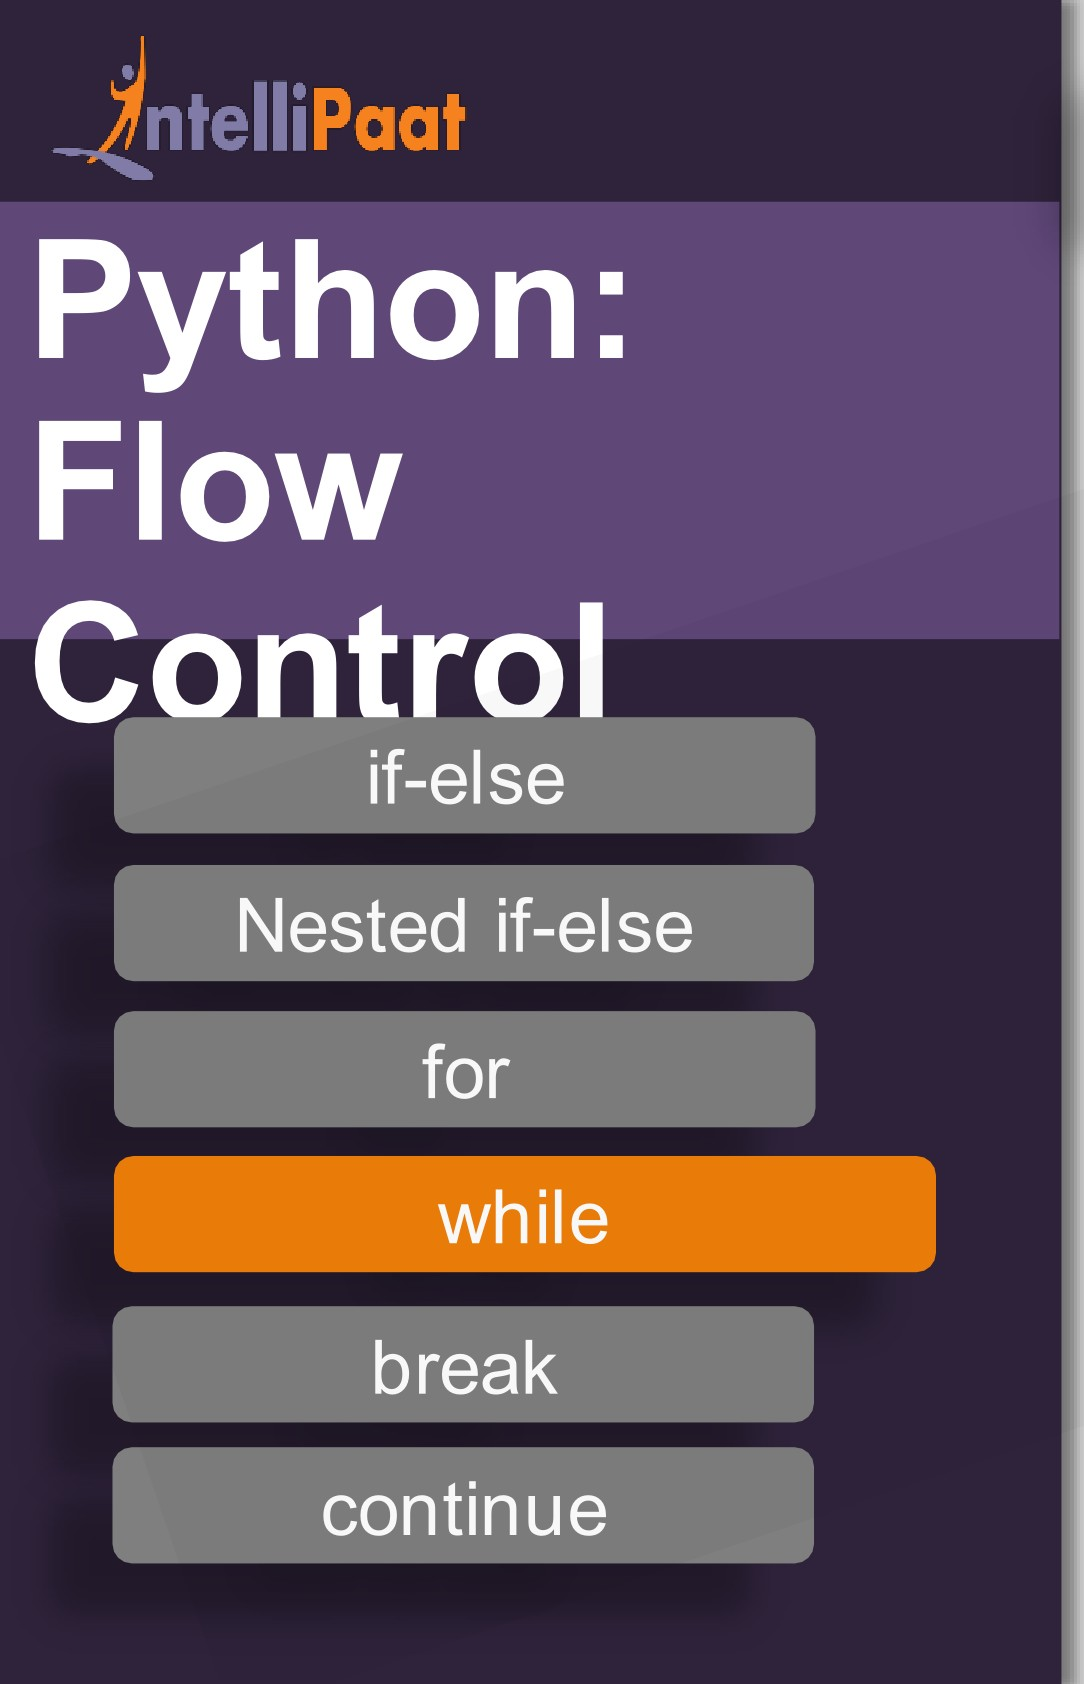 IntelliPaat
Python:
Flow
Control
if-else
Nested if-else
for
while
break
continue